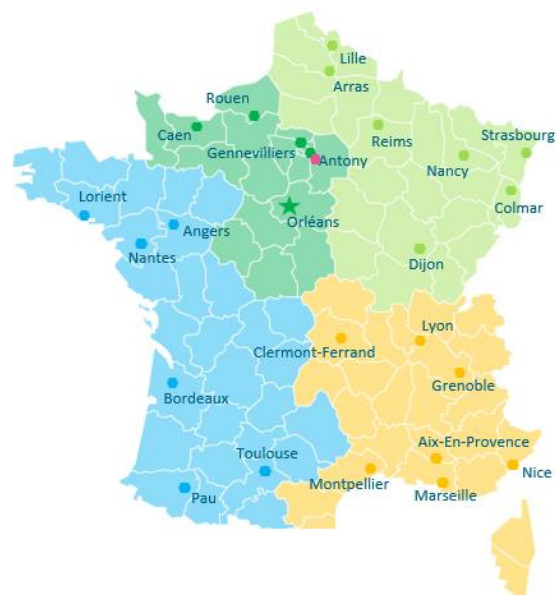 Lille
Arras
Rouen
Caen
Reims
Strasbourg
Gennevilliers
Antony
Nancy
Lorient
Colmar
Angers
Orléans
Nantes
Dijon
Lyon
Clermont-Ferrand
Grenoble
Bordeaux
Aix-En-Provence
Toulouse
Nice
Montpellier
Marseille
Pau